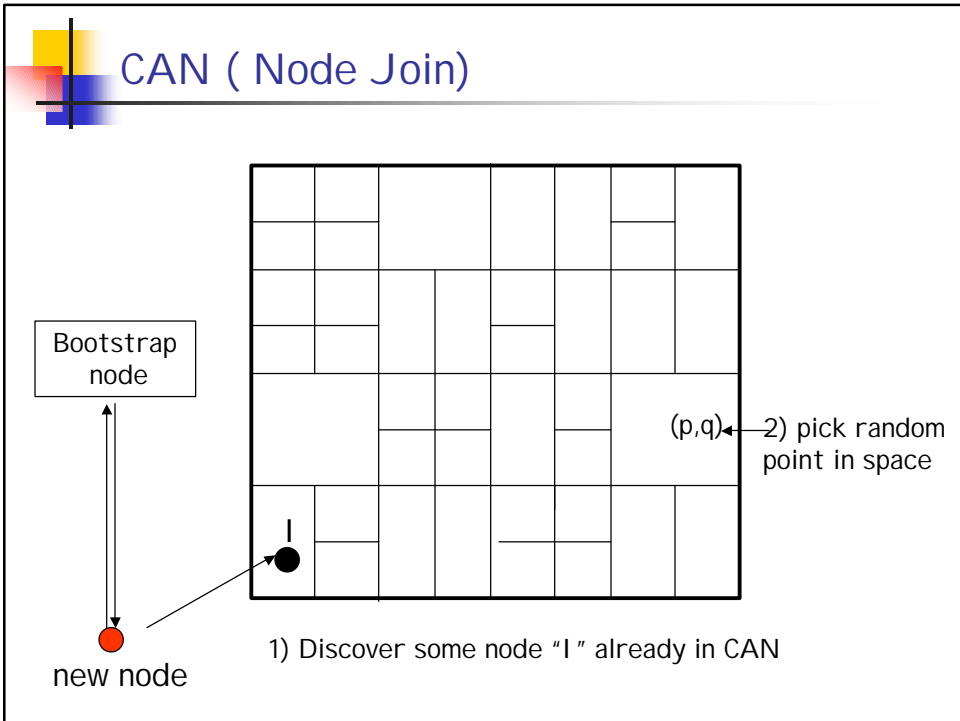 CAN ( Node Join)
Bootstrap
node
(p,q)
2) pick random
point in space
I
1) Discover some node “I” already in CAN
new node